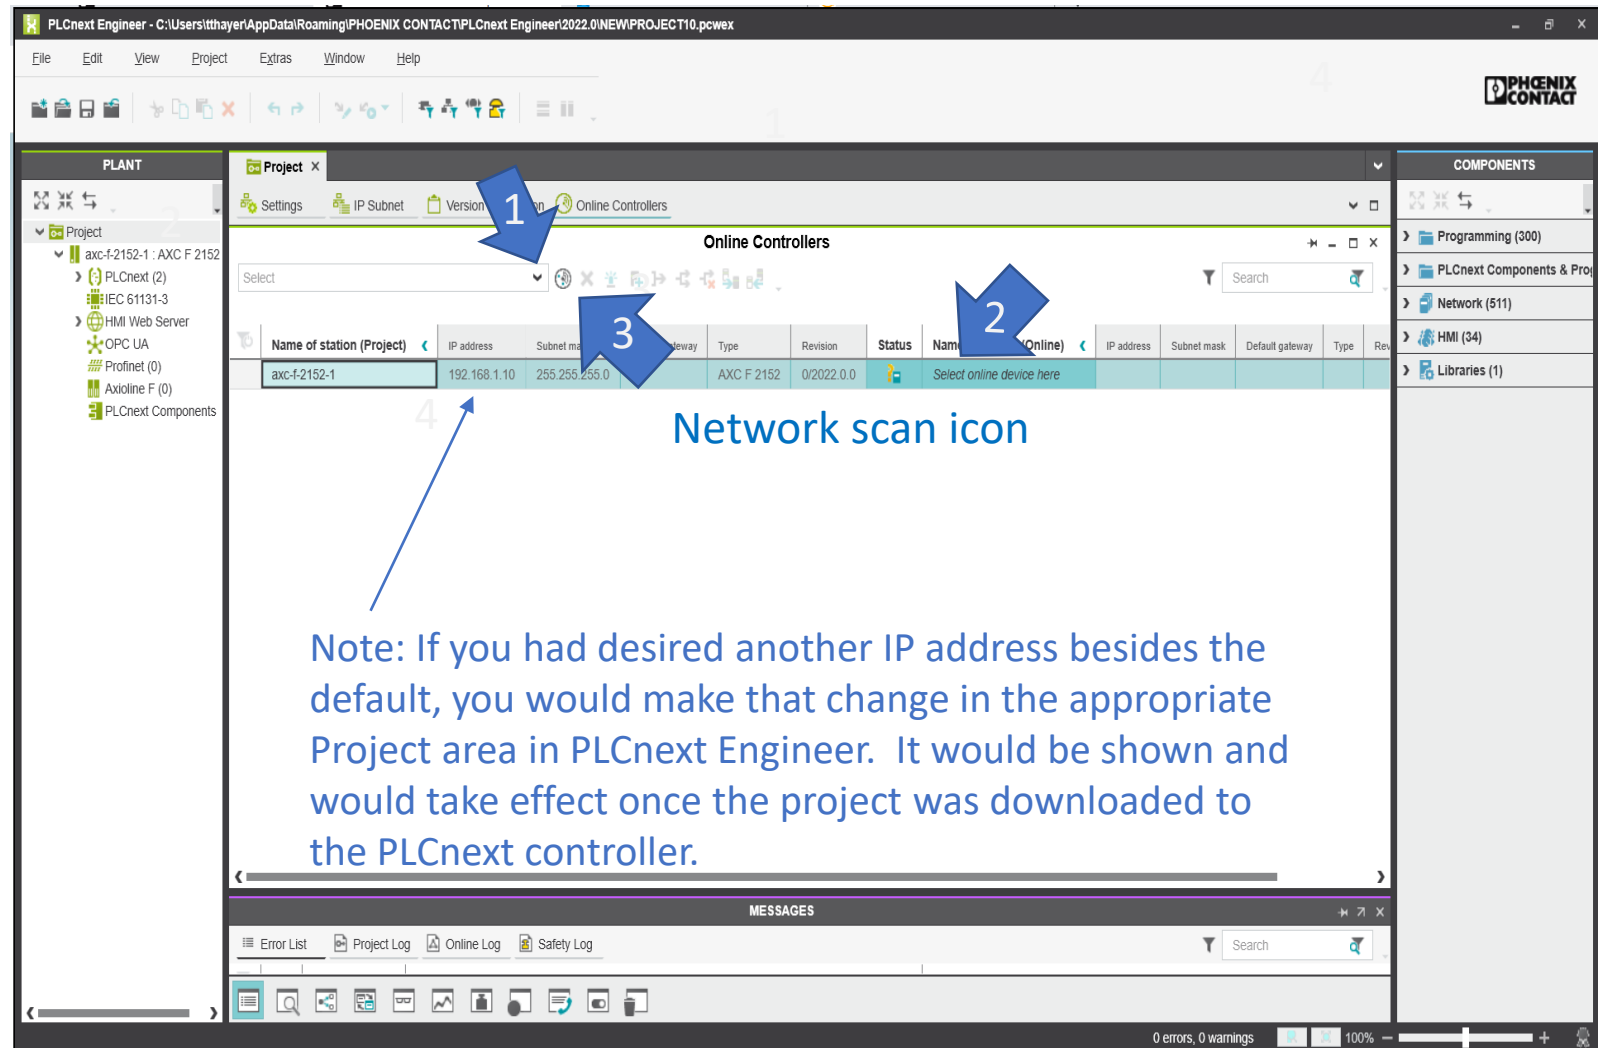 PLCnext Engineer - C:\Users\tthayer\AppData\Roaming\PHOENIX CONTACT\PLCnext Engineer\2022.0\NEW\PROJECT10.pcwex
File Edit View Project Extras Window Help
PHŒNIX
CONTACT
PLANT
Project
COMPONENTS
Settings IP Subnet Version on Online Controllers
1
Project
axc-f-2152-1 : AXC F 2152
PLCnext (2)
IEC 61131-3
HMI Web Server
OPC UA
Profinet (0)
Axioline F (0)
PLCnext Components
Online Controllers
Select
Search
2
3
Name of station (Project) IP address Subnet ma teway Type Revision Status Name (Online) IP address Subnet mask Default gateway Type Rev
axc-f-2152-1 192.168.1.10 255.255.255.0 AXC F 2152 0/2022.0.0 Select online device here
4
Network scan icon
Note: If you had desired another IP address besides the
default, you would make that change in the appropriate
Project area in PLCnext Engineer. It would be shown and
would take effect once the project was downloaded to
the PLCnext controller.
Programming (300)
PLCnext Components & Prog
Network (511)
HMI (34)
Libraries (1)
MESSAGES
Error List Project Log Online Log Safety Log
Search
0 errors, 0 warnings 100%